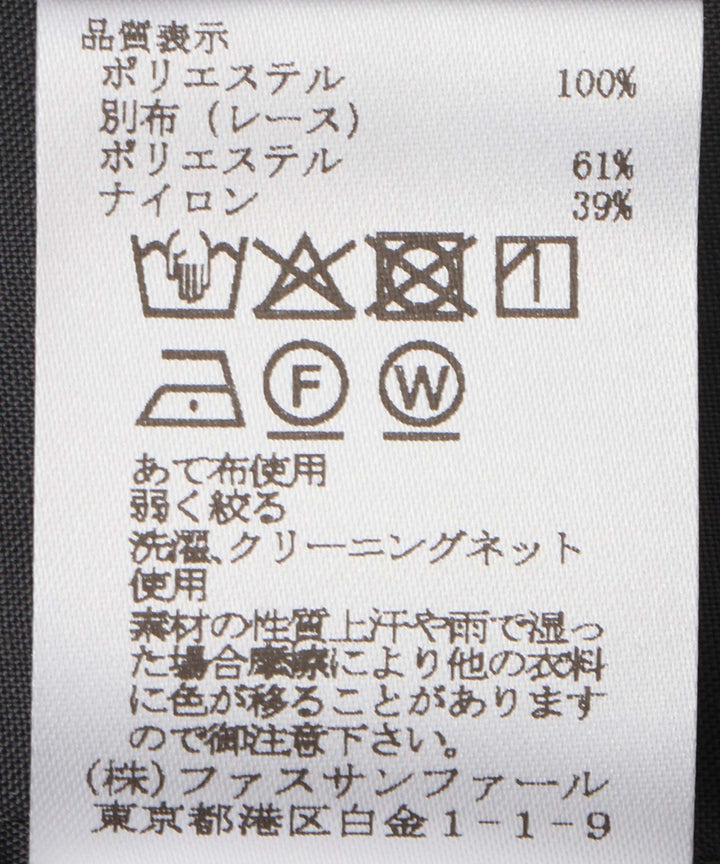 品質表示
ポリエステル 100%
別布 (レース)
ポリエステル 61%
ナイロン 39%
F W
あて布使用
弱く絞る
洗濯、クリーニングネット
使用
素材の性質上汗や雨で湿っ
た場合摩擦により他の衣料
に色が移ることがあります
ので御注意下さい。
(株)ファスサンファール
東京都港区白金1-1-9